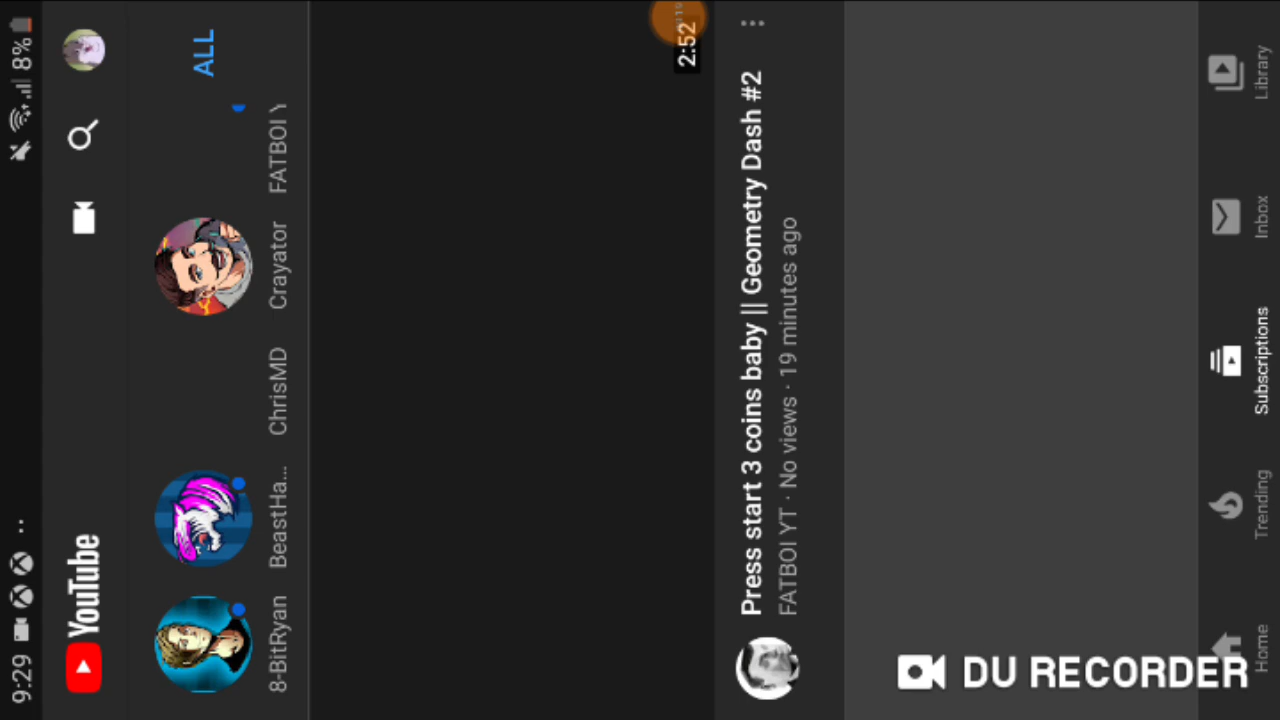 9:29
8%
YouTube
ALL
8-BitRyan
BeastHa...
ChrisMD
Crayator
FATBOI Y
2:52
Press start 3 coins baby || Geometry Dash #2
FATBOI YT · No views · 19 minutes ago
Home
Trending
Subscriptions
Inbox
Library
DU RECORDER